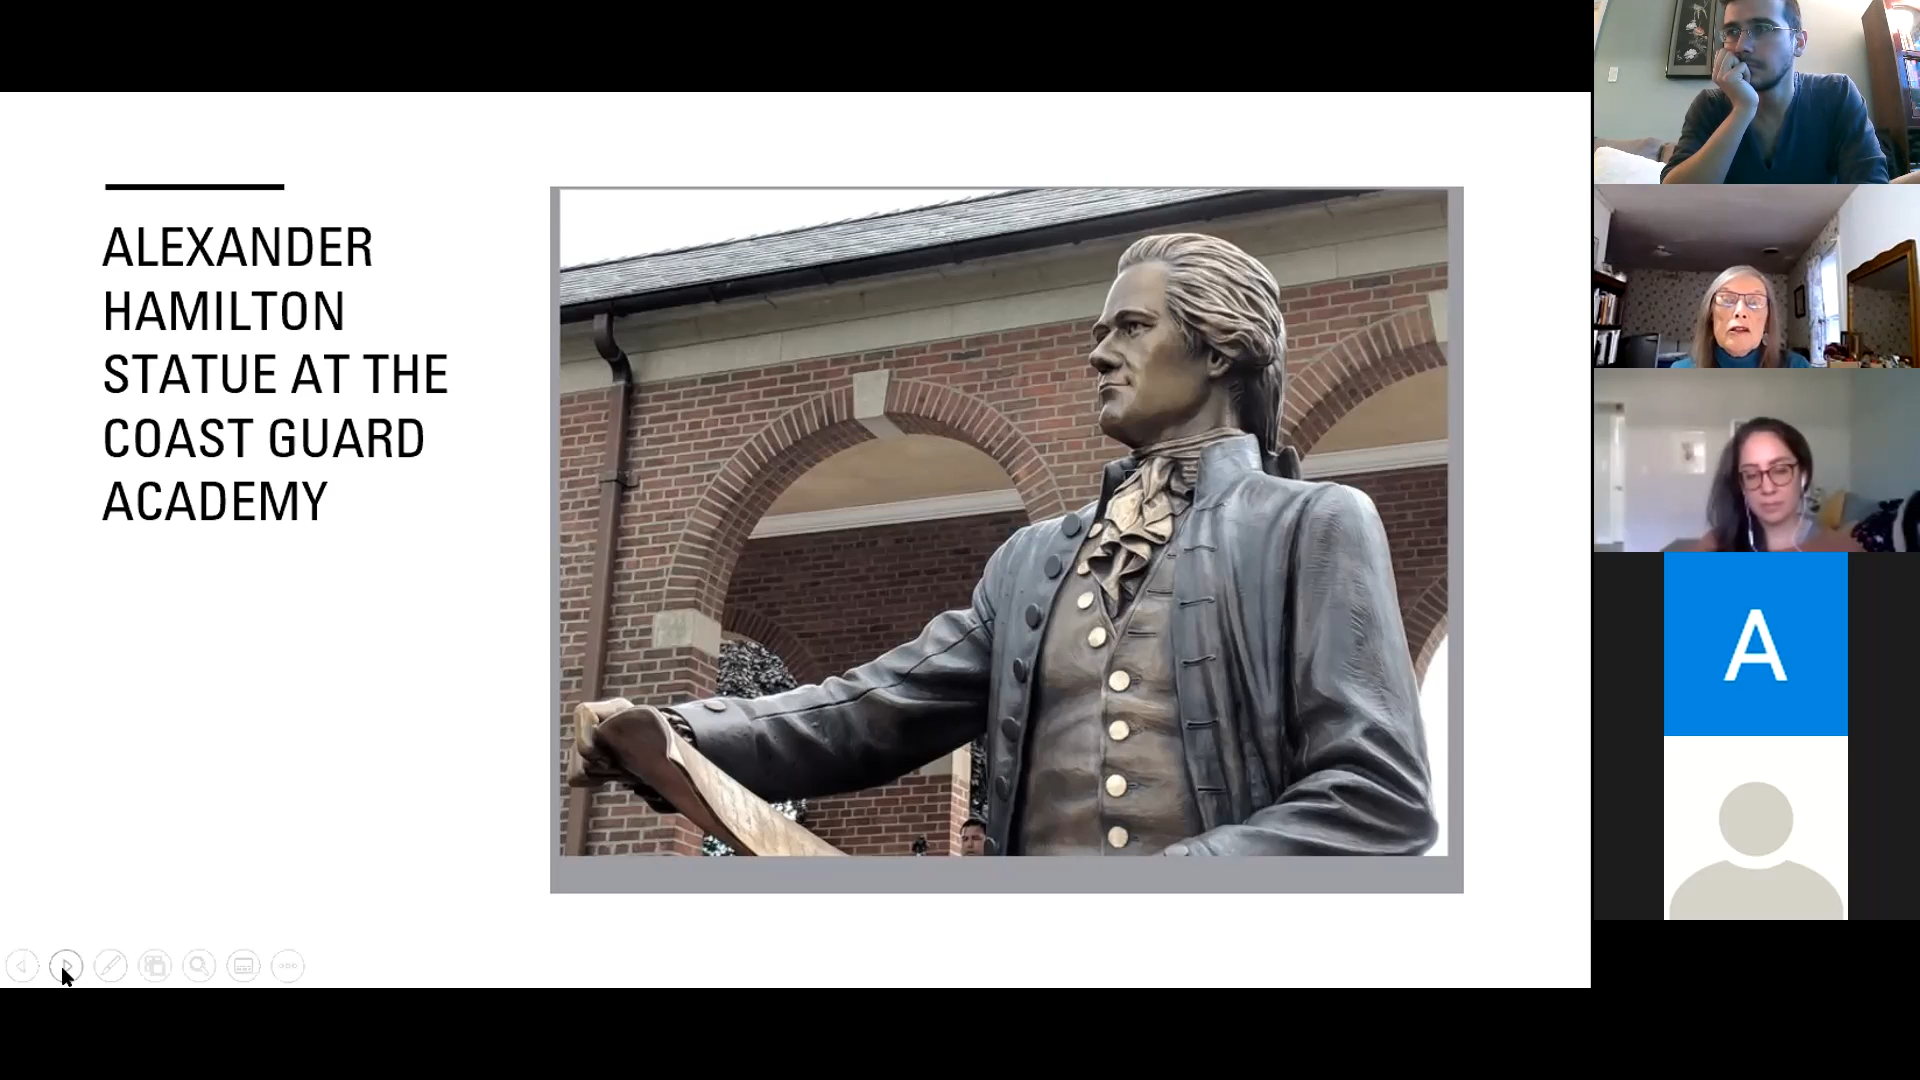 ALEXANDER
HAMILTON
STATUE AT THE
COAST GUARD
ACADEMY
A